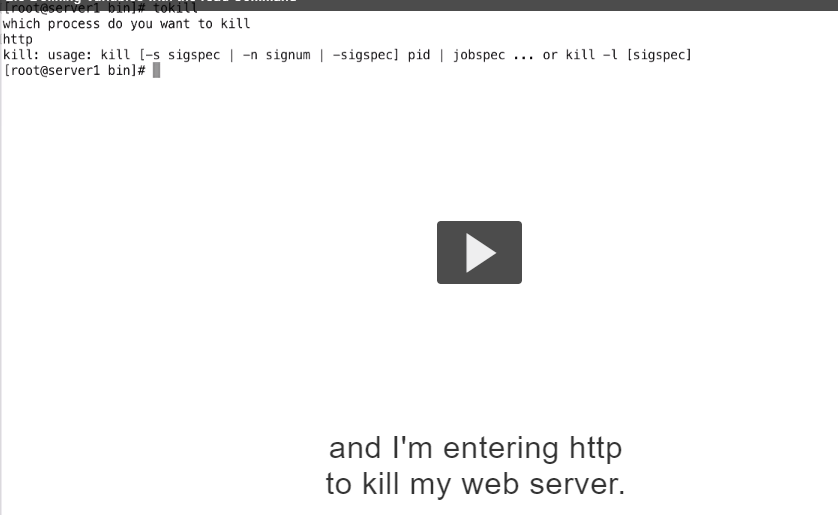 [root@server1 bin]# tokill
which process do you want to kill
http
kill: usage: kill [-s sigspec | -n signum | -sigspec] pid | jobspec ... or kill -l [sigspec]
[root@server1 bin]#
and I'm entering http
to kill my web server.